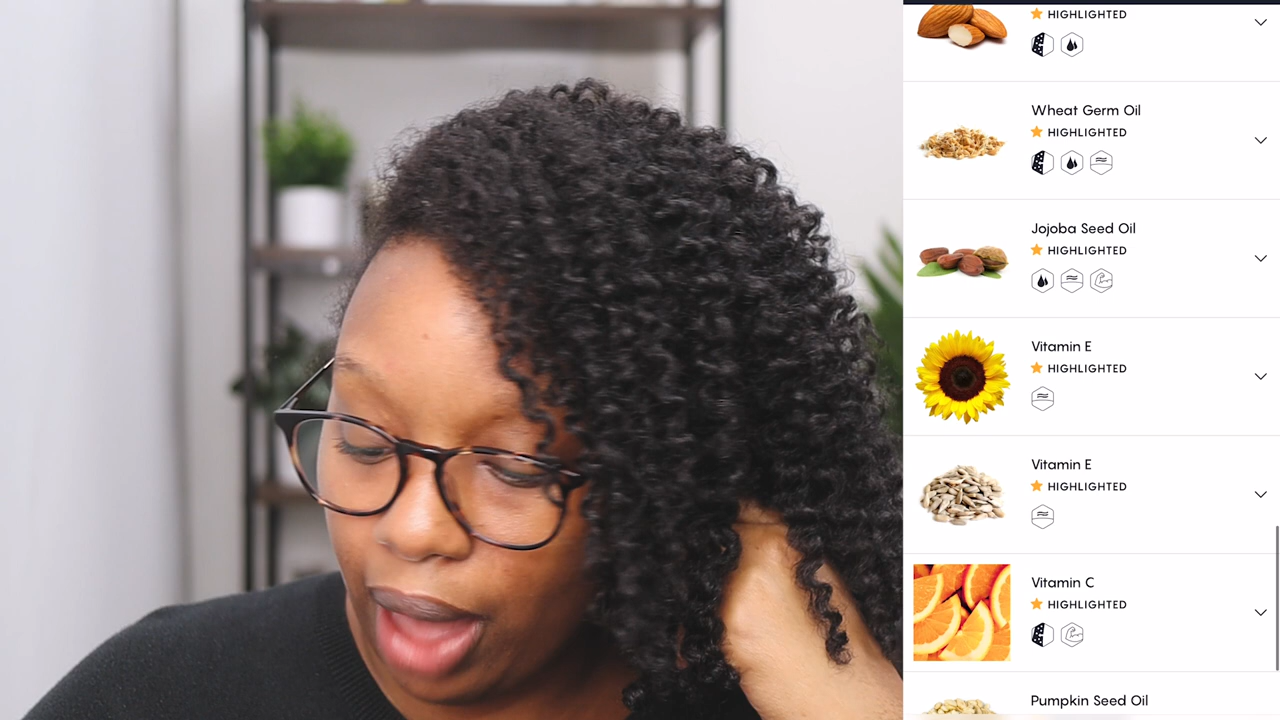 HIGHLIGHTED
Wheat Germ Oil
HIGHLIGHTED
Jojoba Seed Oil
HIGHLIGHTED
Vitamin E
HIGHLIGHTED
Vitamin E
HIGHLIGHTED
Vitamin C
HIGHLIGHTED
Pumpkin Seed Oil